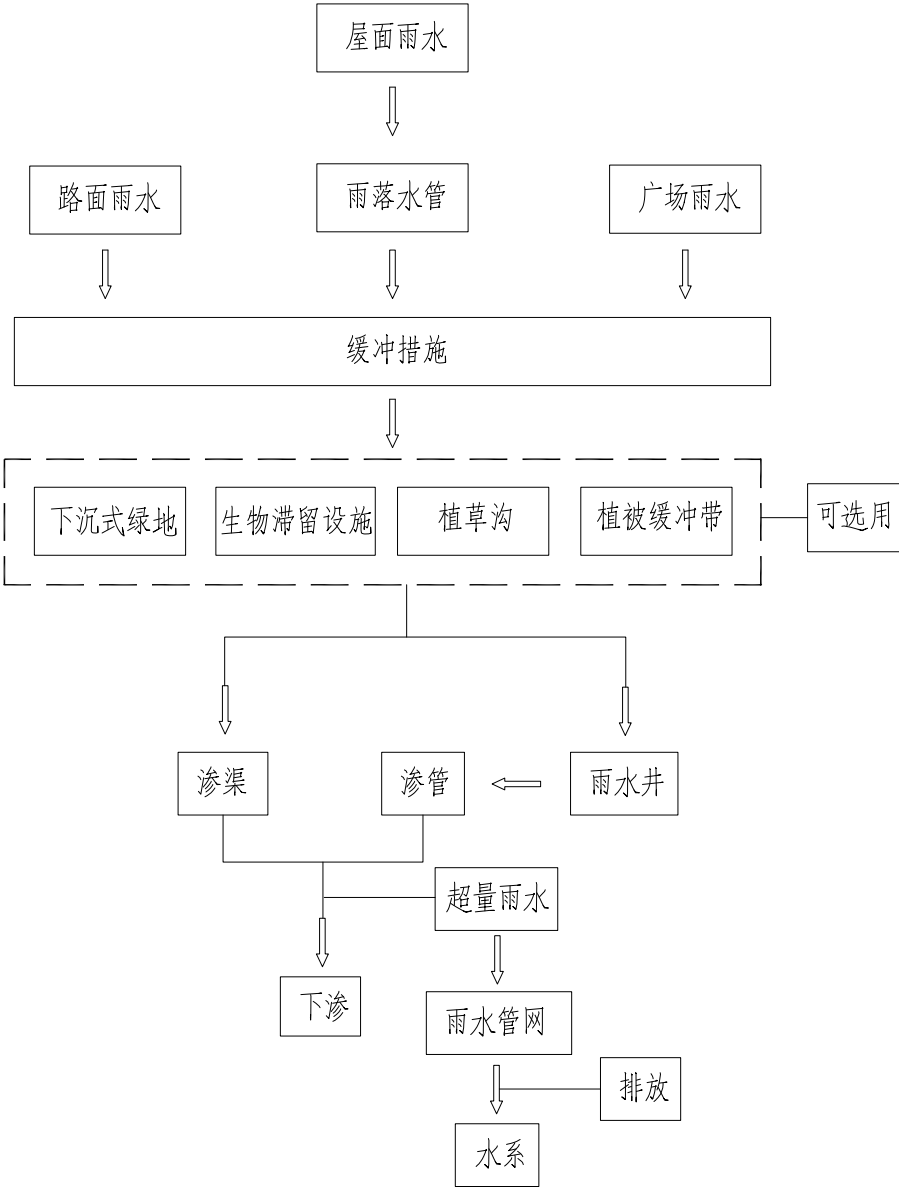 屋面雨水
路面雨水
雨落水管
广场雨水
缓冲措施
下沉式绿地
生物滞留设施
植草沟
植被缓冲带
可选用
渗渠
渗管
雨水井
超量雨水
下渗
雨水管网
排放
水系